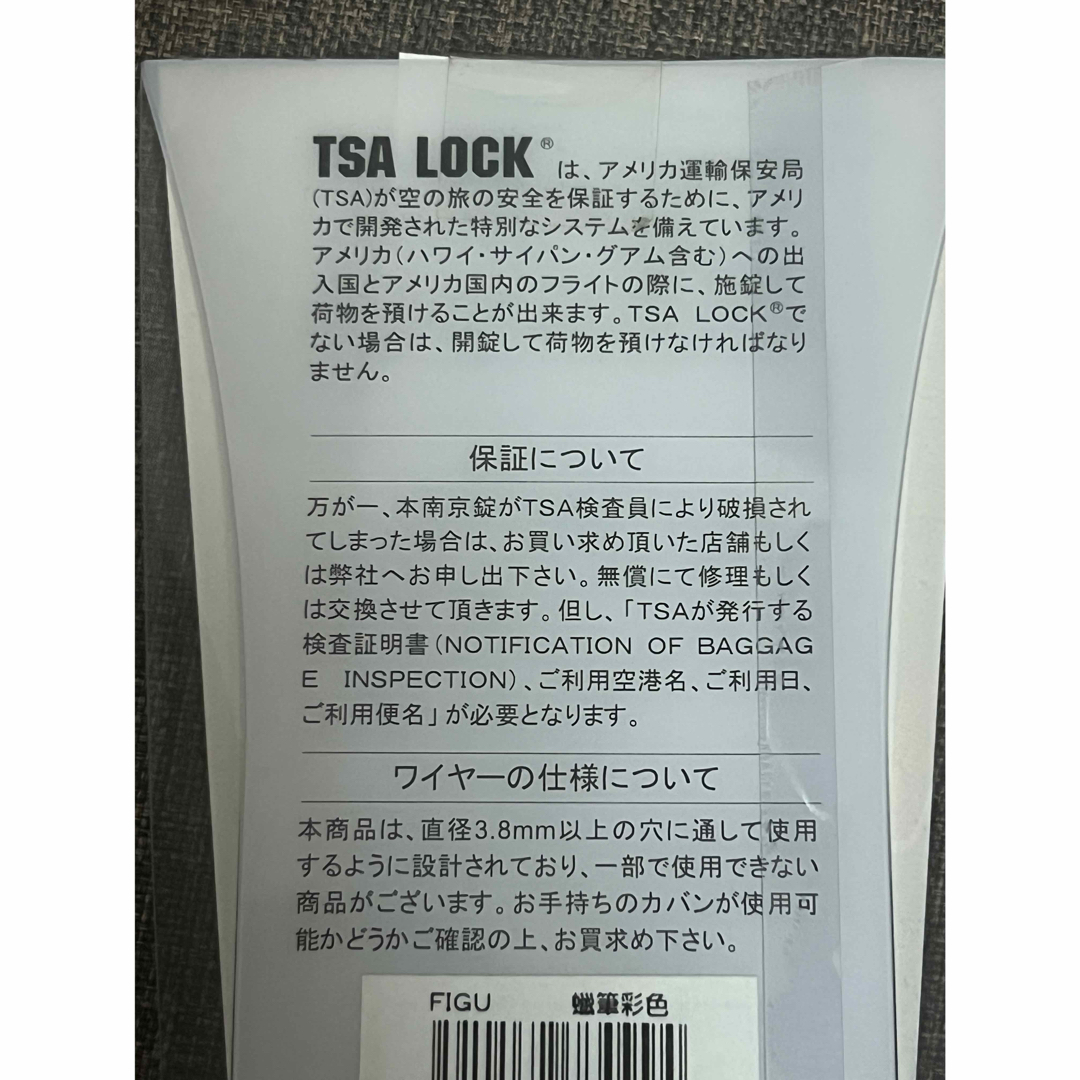 TSA LOCK® は、アメリカ運輸保安局
(TSA)が空の旅の安全を保証するために、アメリ
カで開発された特別なシステムを備えています。
アメリカ(ハワイ・サイパン・グアム含む)への出
入国とアメリカ国内のフライトの際に、施錠して
荷物を預けることが出来ます。TSA LOCK®で
ない場合は、開錠して荷物を預けなければなり
ません。
保証について
万が一、本南京錠がTSA検査員により破損され
てしまった場合は、お買い求め頂いた店舗もしく
は弊社へお申し出下さい。無償にて修理もしく
は交換させて頂きます。但し、「TSAが発行する
検査証明書(NOTIFICATION OF BAGGAG
E INSPECTION)、ご利用空港名、ご利用日、
ご利用便名」が必要となります。
ワイヤーの仕様について
本商品は、直径3.8mm以上の穴に通して使用
するように設計されており、一部で使用できない
商品がございます。お手持ちのカバンが使用可
能かどうかご確認の上、お買求め下さい。
FIGU 蠟筆彩色